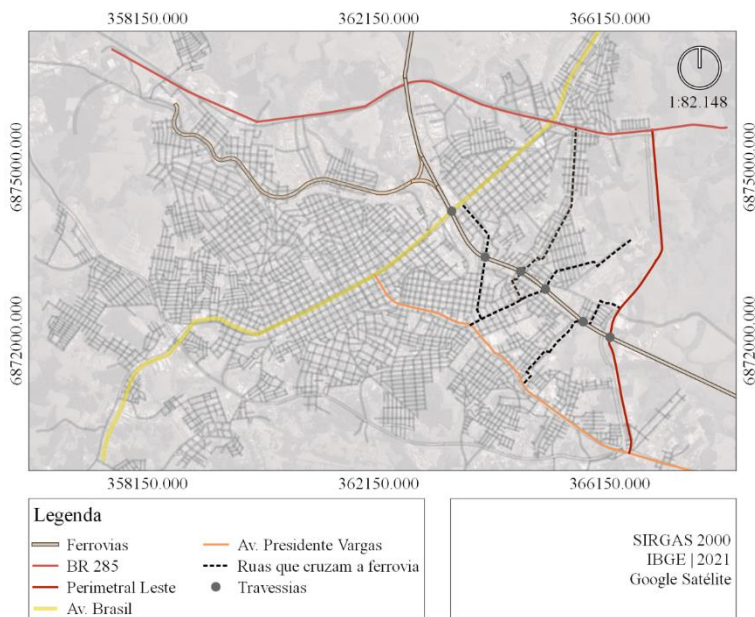 358150.000 362150.000 366150.000
1:82.148
6875000.000 6875000.000
6872000.000 6872000.000
358150.000 362150.000 366150.000
Legenda
Ferrovias
BR 285
Perimetral Leste
Av. Brasil
Av. Presidente Vargas
Ruas que cruzam a ferrovia
Travessias
SIRGAS 2000
IBGE | 2021
Google Satélite